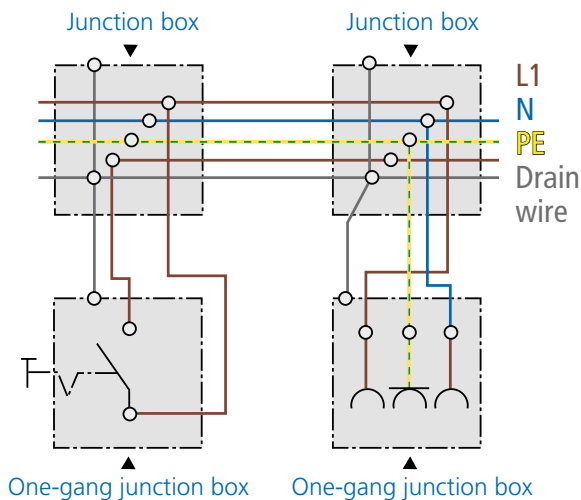 Junction box
Junction box
L1
N
PE
Drain
wire
One-gang junction box
One-gang junction box